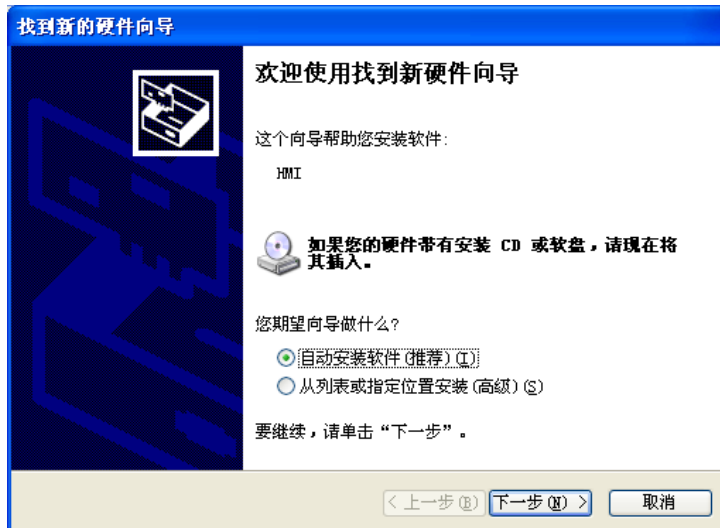 找到新的硬件向导
欢迎使用找到新硬件向导
这个向导帮助您安装软件:
HMI
如果您的硬件带有安装 CD 或软盘，请现在将
其插入。
您期望向导做什么?
自动安装软件(推荐)(I)
从列表或指定位置安装(高级)(S)
要继续，请单击“下一步”。
< 上一步(B) 下一步(N) > 取消